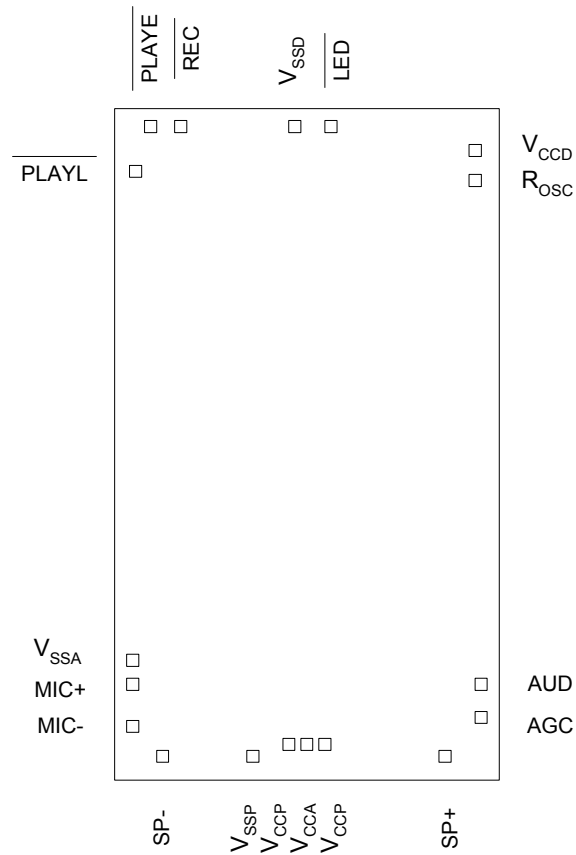 PLAYE
REC
VSSD
LED
PLAYL
VCCD
ROSC
VSSA
MIC+
MIC-
AUD
AGC
SP-
VSSP
VCCP
VCCA
VCCP
SP+